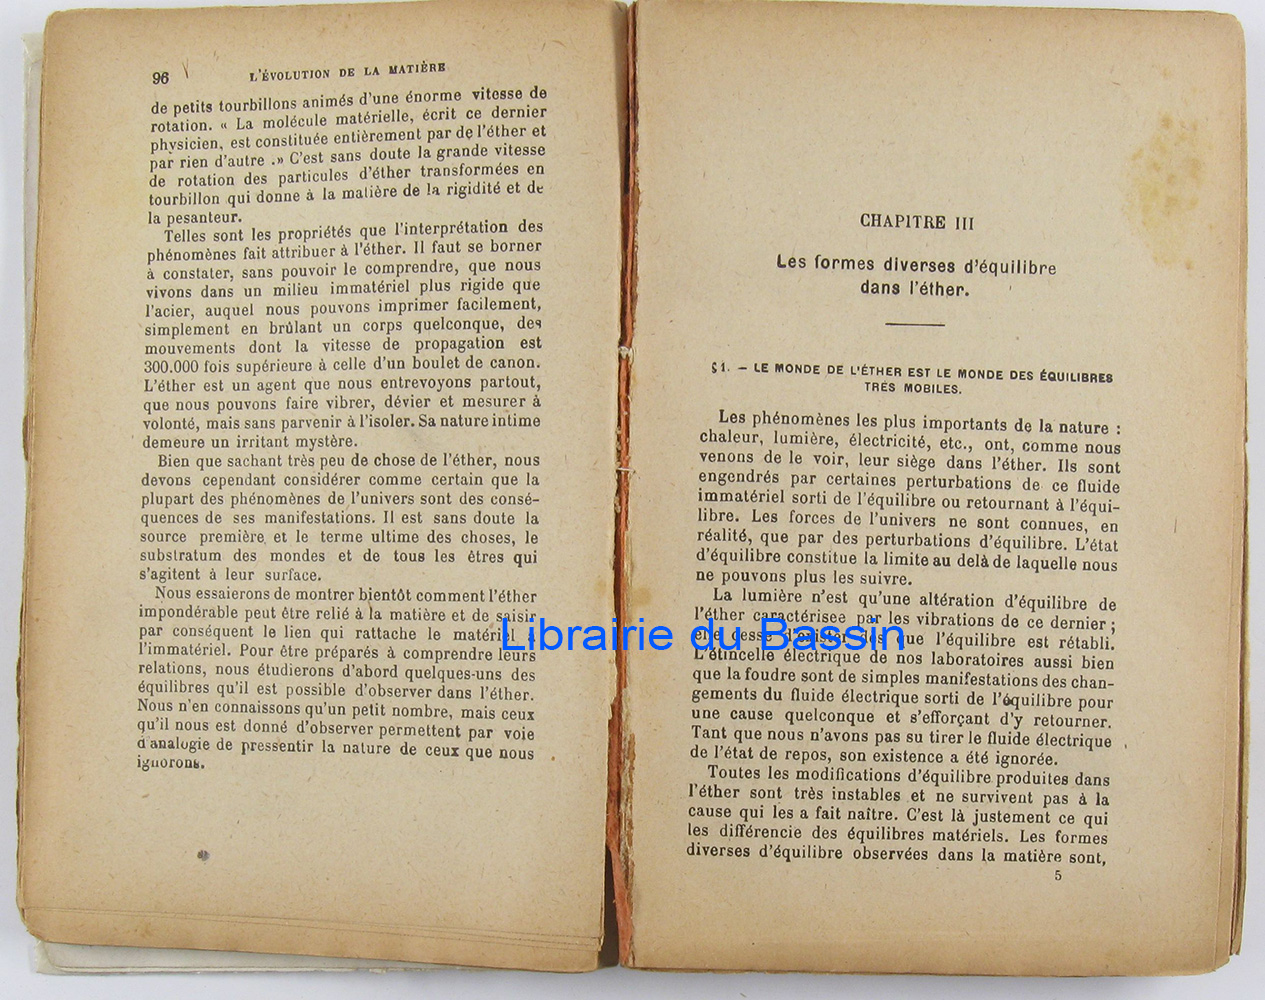 96
L'ÉVOLUTION DE LA MATIÈRE
de petits tourbillons animés d'une énorme vitesse de
rotation. « La molécule matérielle, écrit ce dernier
physicien, est constituée entièrement par de l'éther et
par rien d'autre .» C'est sans doute la grande vitesse
de rotation des particules d'éther transformées en
tourbillon qui donne à la matière de la rigidité et de
la pesanteur.
Telles sont les propriétés que l'interprétation des
phénomènes fait attribuer à l'éther. Il faut se borner
à constater, sans pouvoir le comprendre, que nous
vivons dans un milieu immatériel plus rigide que
l'acier, auquel nous pouvons imprimer facilement,
simplement en brûlant un corps quelconque, des
mouvements dont la vitesse de propagation est
300.000 fois supérieure à celle d'un boulet de canon.
L'éther est un agent que nous entrevoyons partout,
que nous pouvons faire vibrer, dévier et mesurer à
volonté, mais sans parvenir à l'isoler. Sa nature intime
demeure un irritant mystère.
Bien que sachant très peu de chose de l'éther, nous
devons cependant considérer comme certain que la
plupart des phénomènes de l'univers sont des consé-
quences de ses manifestations. Il est sans doute la
source première et le terme ultime des choses, le
substratum des mondes et de tous les êtres qui
s'agitent à leur surface.
Nous essaierons de montrer bientôt comment l'éther
impondérable peut être relié à la matière et de saisir
par conséquent le lien qui rattache le matériel à
l'immatériel. Pour être préparés à comprendre leurs
relations, nous étudierons d'abord quelques-uns des
équilibres qu'il est possible d'observer dans l'éther.
Nous n'en connaissons qu'un petit nombre, mais ceux
qu'il nous est donné d'observer permettent par voie
d'analogie de pressentir la nature de ceux que nous
ignorons.
CHAPITRE III
Les formes diverses d'équilibre
dans l'éther.
§ 1. — LE MONDE DE L'ÉTHER EST LE MONDE DES ÉQUILIBRES
TRÈS MOBILES.
Les phénomènes les plus importants de la nature :
chaleur, lumière, électricité, etc., ont, comme nous
venons de le voir, leur siège dans l'éther. Ils sont
engendrés par certaines perturbations de ce fluide
immatériel sorti de l'équilibre ou retournant à l'équi-
libre. Les forces de l'univers ne sont connues, en
réalité, que par des perturbations d'équilibre. L'état
d'équilibre constitue la limite au delà de laquelle nous
ne pouvons plus les suivre.
La lumière n'est qu'une altération d'équilibre de
l'éther caractérisee par les vibrations de ce dernier ;
elle cesse d'exister dès que l'équilibre est rétabli.
L'étincelle électrique de nos laboratoires aussi bien
que la foudre sont de simples manifestations des chan-
gements du fluide électrique sorti de l'équilibre pour
une cause quelconque et s'efforçant d'y retourner.
Tant que nous n'avons pas su tirer le fluide électrique
de l'état de repos, son existence a été ignorée.
Toutes les modifications d'équilibre produites dans
l'éther sont très instables et ne survivent pas à la
cause qui les a fait naître. C'est là justement ce qui
les différencie des équilibres matériels. Les formes
diverses d'équilibre observées dans la matière sont,
5
Librairie du Bassin